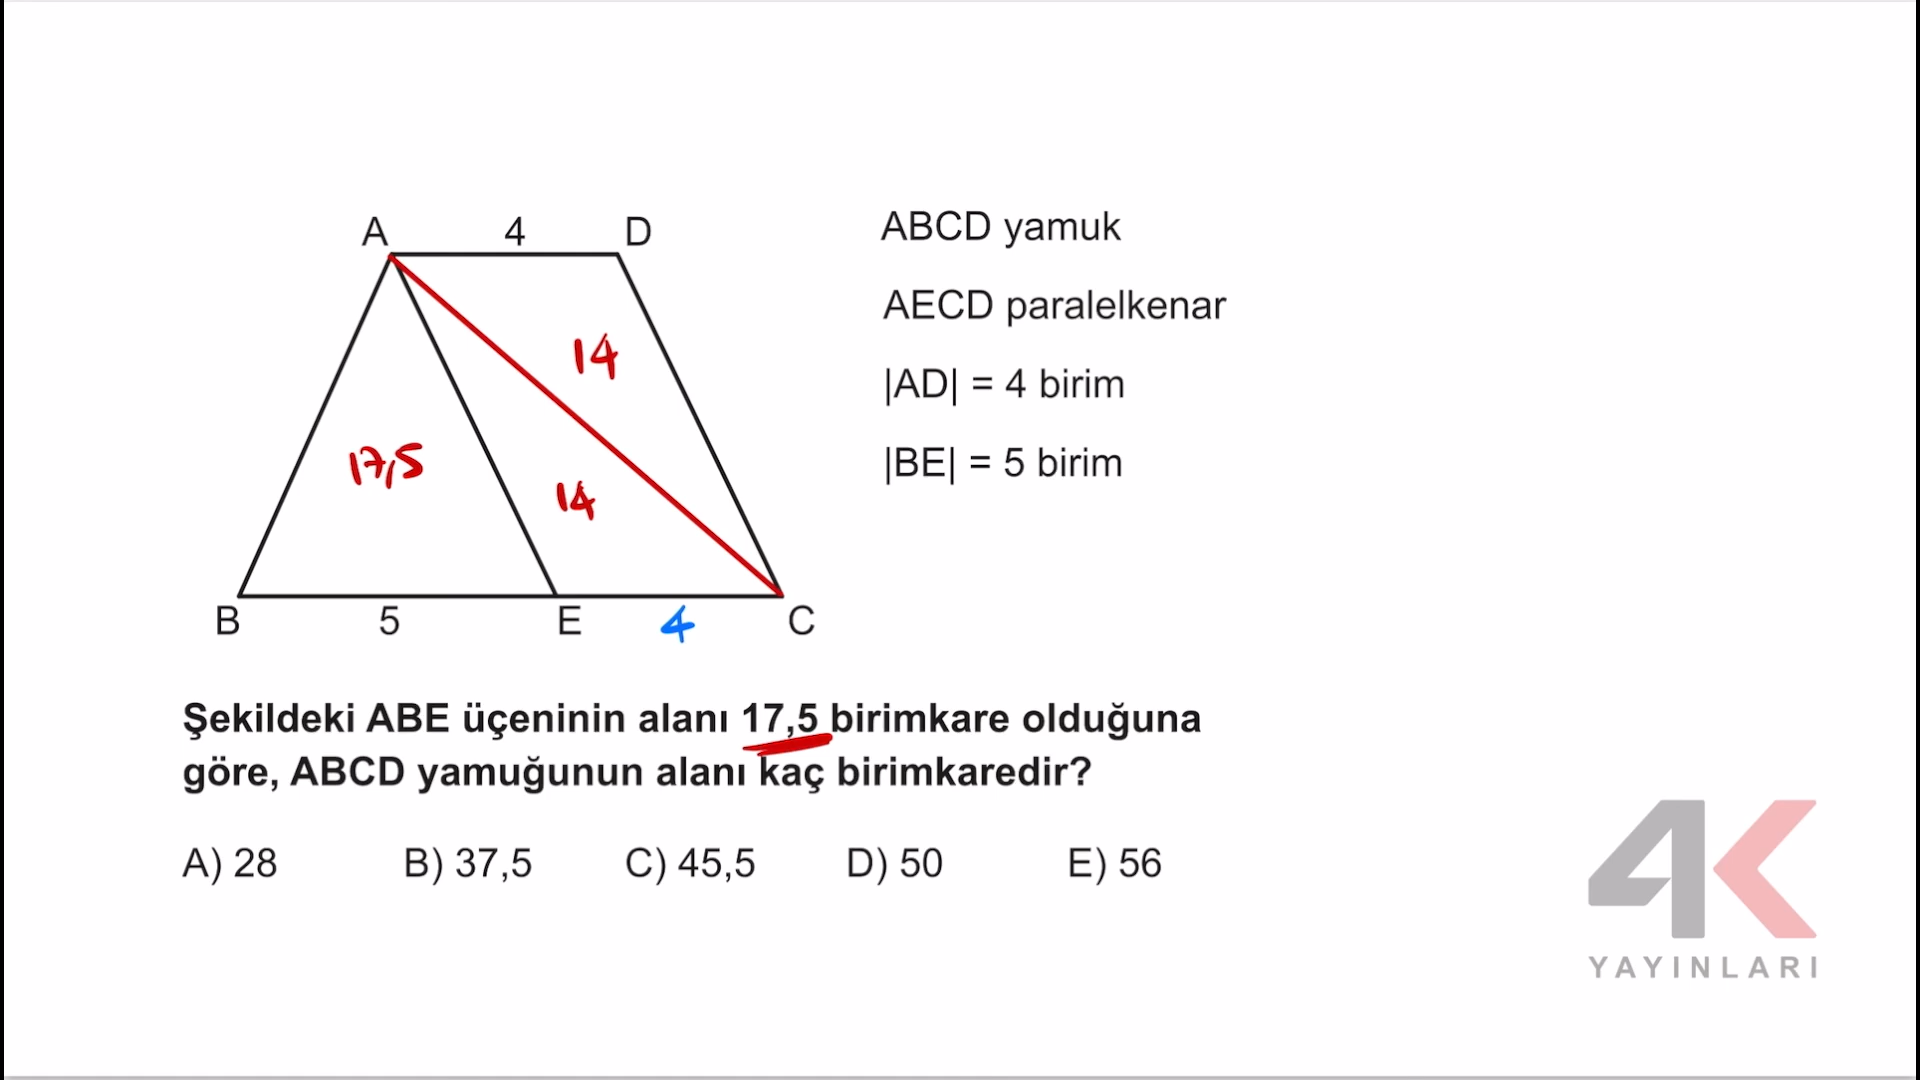 A 4 D
ABCD yamuk
AECD paralelkenar
14
|AD| = 4 birim
17,5
|BE| = 5 birim
14
B 5 E 4 C
Şekildeki ABE üçeninin alanı 17,5 birimkare olduğuna
göre, ABCD yamuğunun alanı kaç birimkaredir?
A) 28 B) 37,5 C) 45,5 D) 50 E) 56
4K
YAYINLARI